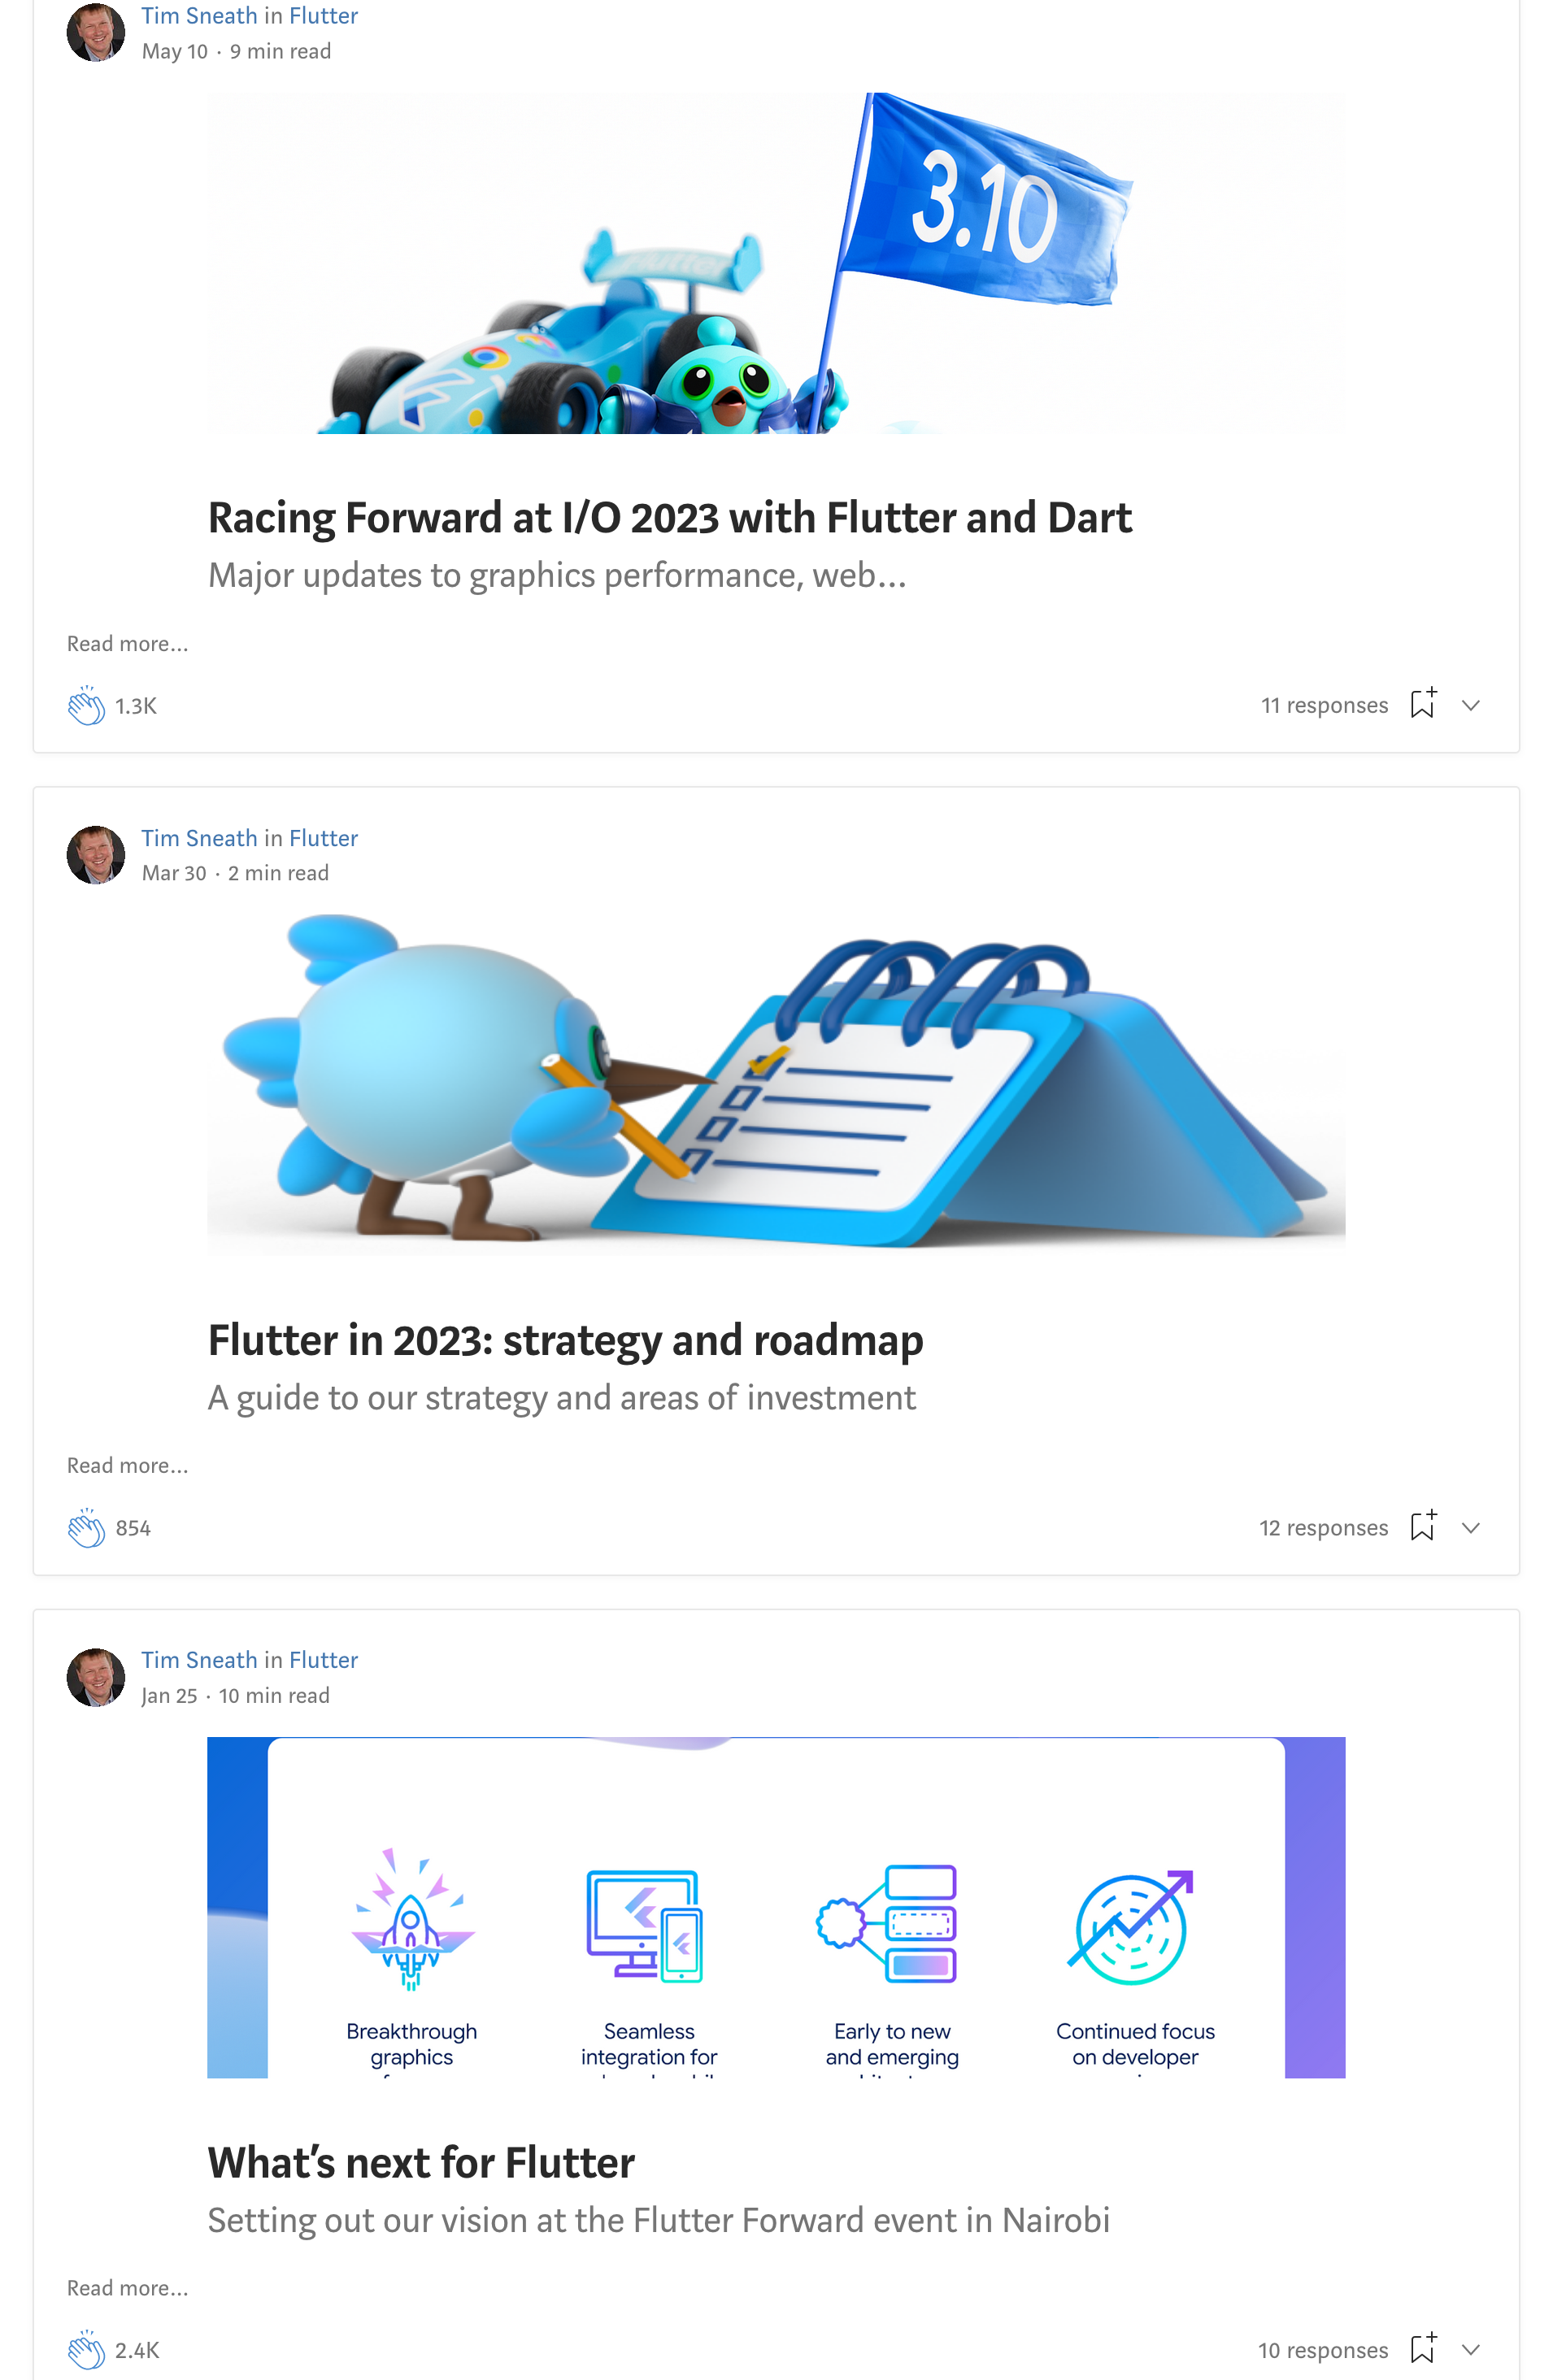 Tim Sneath in Flutter
May 10 · 9 min read
3.10
Flutter
Racing Forward at I/O 2023 with Flutter and Dart
Major updates to graphics performance, web…
Read more…
1.3K
11 responses
Tim Sneath in Flutter
Mar 30 · 2 min read
Flutter in 2023: strategy and roadmap
A guide to our strategy and areas of investment
Read more…
854
12 responses
Tim Sneath in Flutter
Jan 25 · 10 min read
Breakthrough
graphics
Seamless
integration for
Early to new
and emerging
Continued focus
on developer
What’s next for Flutter
Setting out our vision at the Flutter Forward event in Nairobi
Read more…
2.4K
10 responses